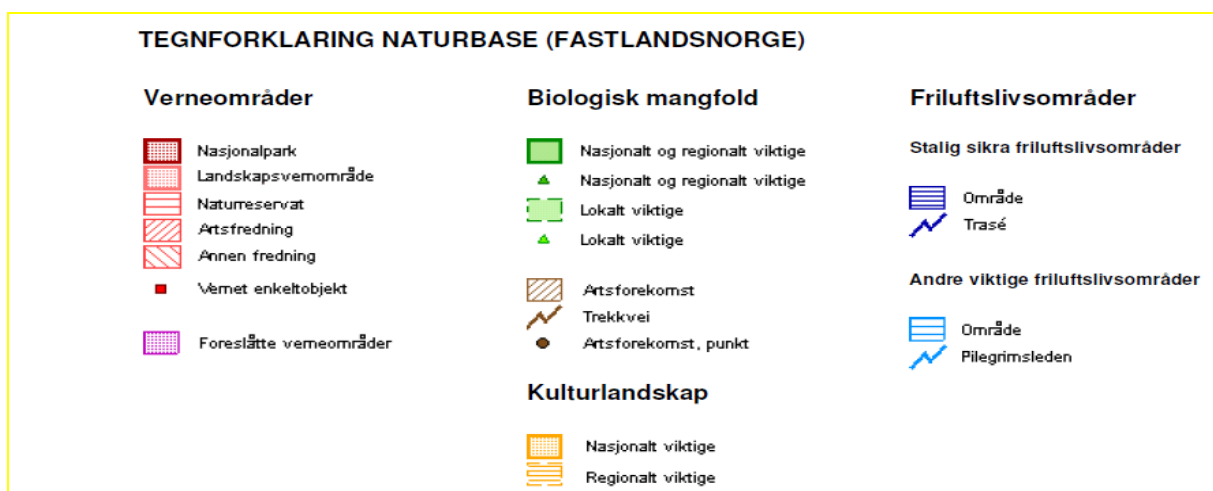 TEGNFORKLARING NATURBASE (FASTLANDSNORGE)
Verneområder
Nasjonalpark
Landskapsvernområde
Naturreservat
Artsfredning
Annen fredning
Vernet enkeltobjekt
Foreslåtte verneområder
Biologisk mangfold
Nasjonalt og regionalt viktige
Nasjonalt og regionalt viktige
Lokalt viktige
Lokalt viktige
Artsforekomst
Trekkvei
Artsforekomst, punkt
Kulturlandskap
Nasjonalt viktige
Regionalt viktige
Friluftslivsområder
Stalig sikra friluftslivsområder
Område
Trasé
Andre viktige friluftslivsområder
Område
Pilegrimsleden